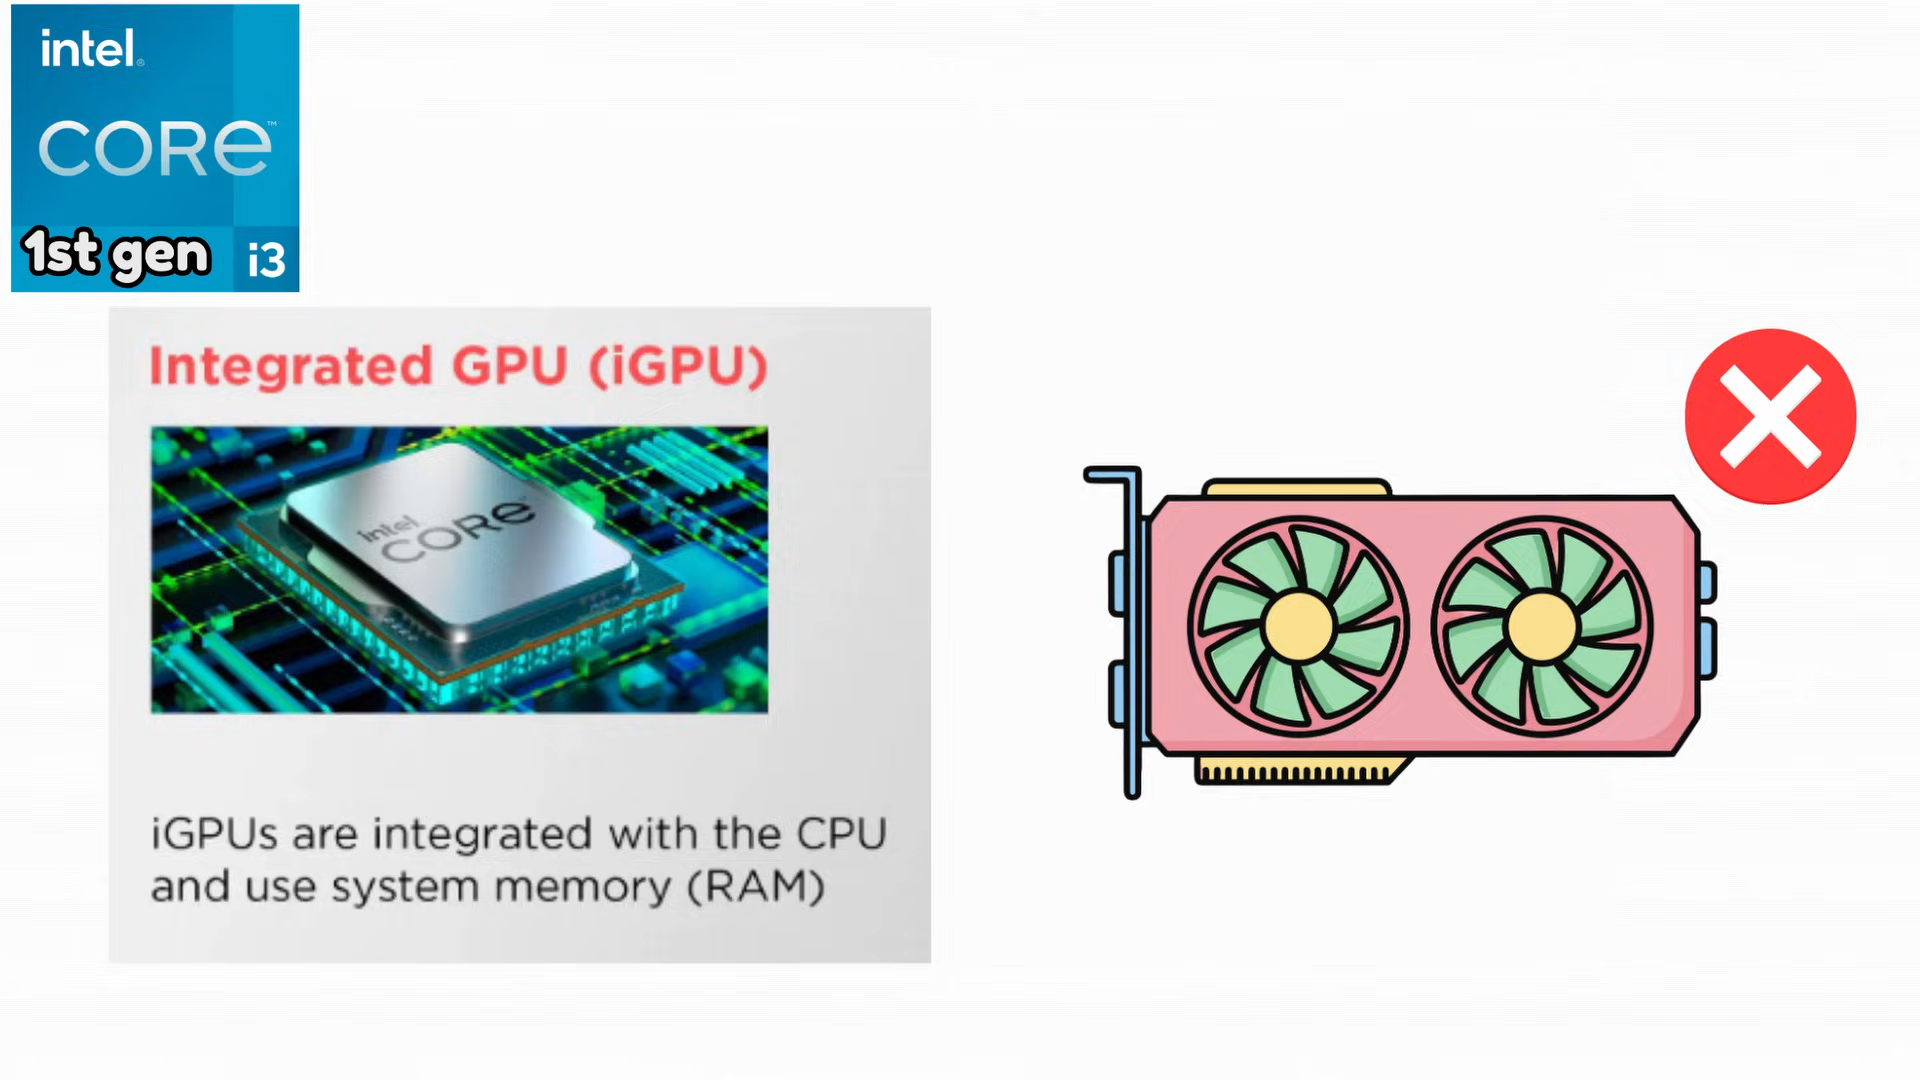 intel®
CORE™
1st gen i3
Integrated GPU (iGPU)
intel
CORE
iGPUs are integrated with the CPU
and use system memory (RAM)